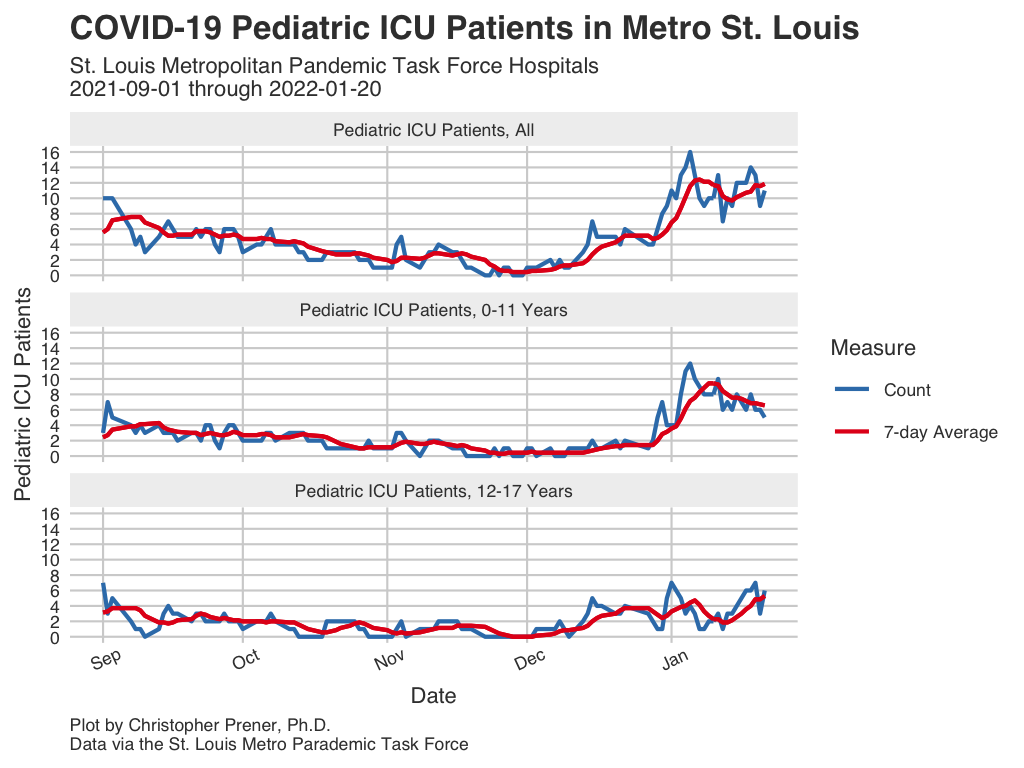 COVID-19 Pediatric ICU Patients in Metro St. Louis
St. Louis Metropolitan Pandemic Task Force Hospitals
2021-09-01 through 2022-01-20
Pediatric ICU Patients
Pediatric ICU Patients, All
16
14
12
10
8
6
4
2
0
Pediatric ICU Patients, 0-11 Years
16
14
12
10
8
6
4
2
0
Pediatric ICU Patients, 12-17 Years
16
14
12
10
8
6
4
2
0
Sep Oct Nov Dec Jan
Date
Measure
Count
7-day Average
Plot by Christopher Prener, Ph.D.
Data via the St. Louis Metro Parademic Task Force